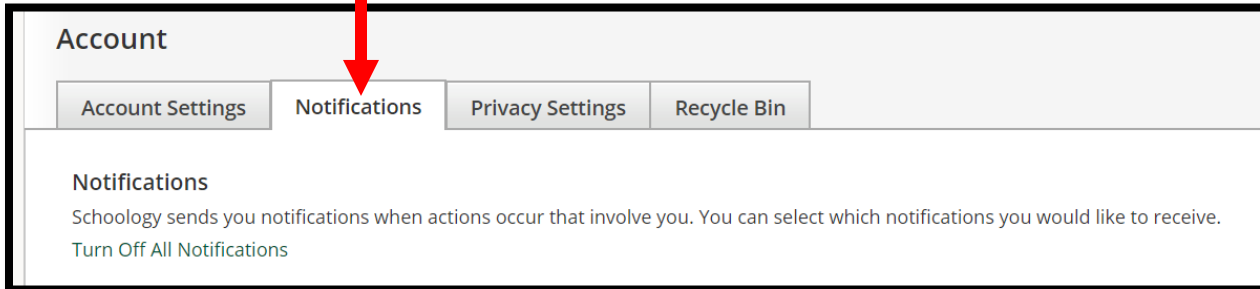 Account
Account Settings Notifications Privacy Settings Recycle Bin
Notifications
Schoology sends you notifications when actions occur that involve you. You can select which notifications you would like to receive.
Turn Off All Notifications